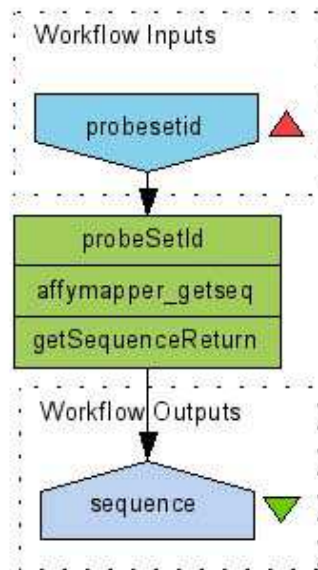 Workflow Inputs
probesetid
probeSetId
affymapper_getseq
getSequenceReturn
Workflow Outputs
sequence